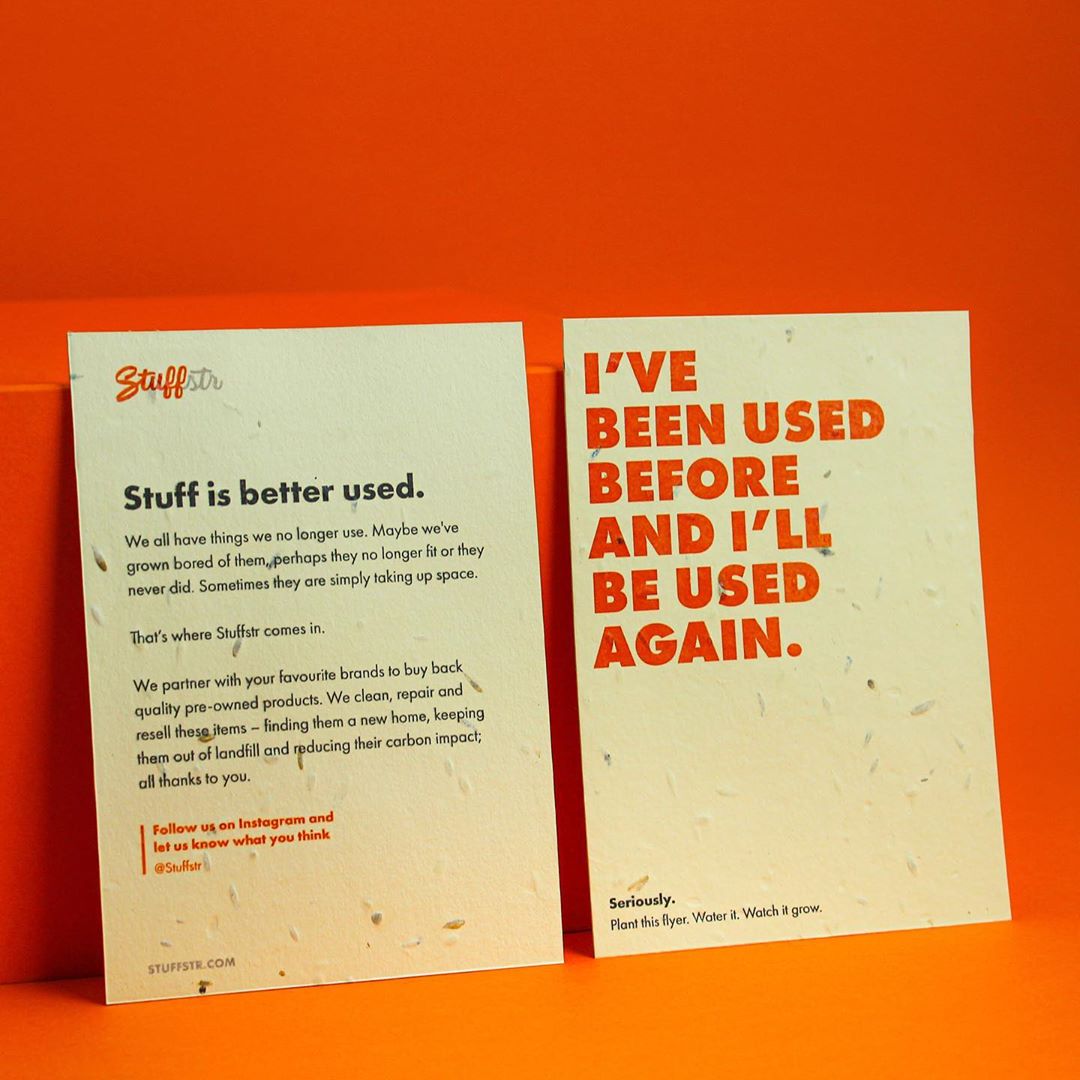 Stuffstr
Stuff is better used.
We all have things we no longer use. Maybe we've
grown bored of them, perhaps they no longer fit or they
never did. Sometimes they are simply taking up space.
That's where Stuffstr comes in.
We partner with your favourite brands to buy back
quality pre-owned products. We clean, repair and
resell these items – finding them a new home, keeping
them out of landfill and reducing their carbon impact;
all thanks to you.
Follow us on Instagram and
let us know what you think
@Stuffstr
STUFFSTR.COM
I'VE
BEEN USED
BEFORE
AND I'LL
BE USED
AGAIN.
Seriously.
Plant this flyer. Water it. Watch it grow.